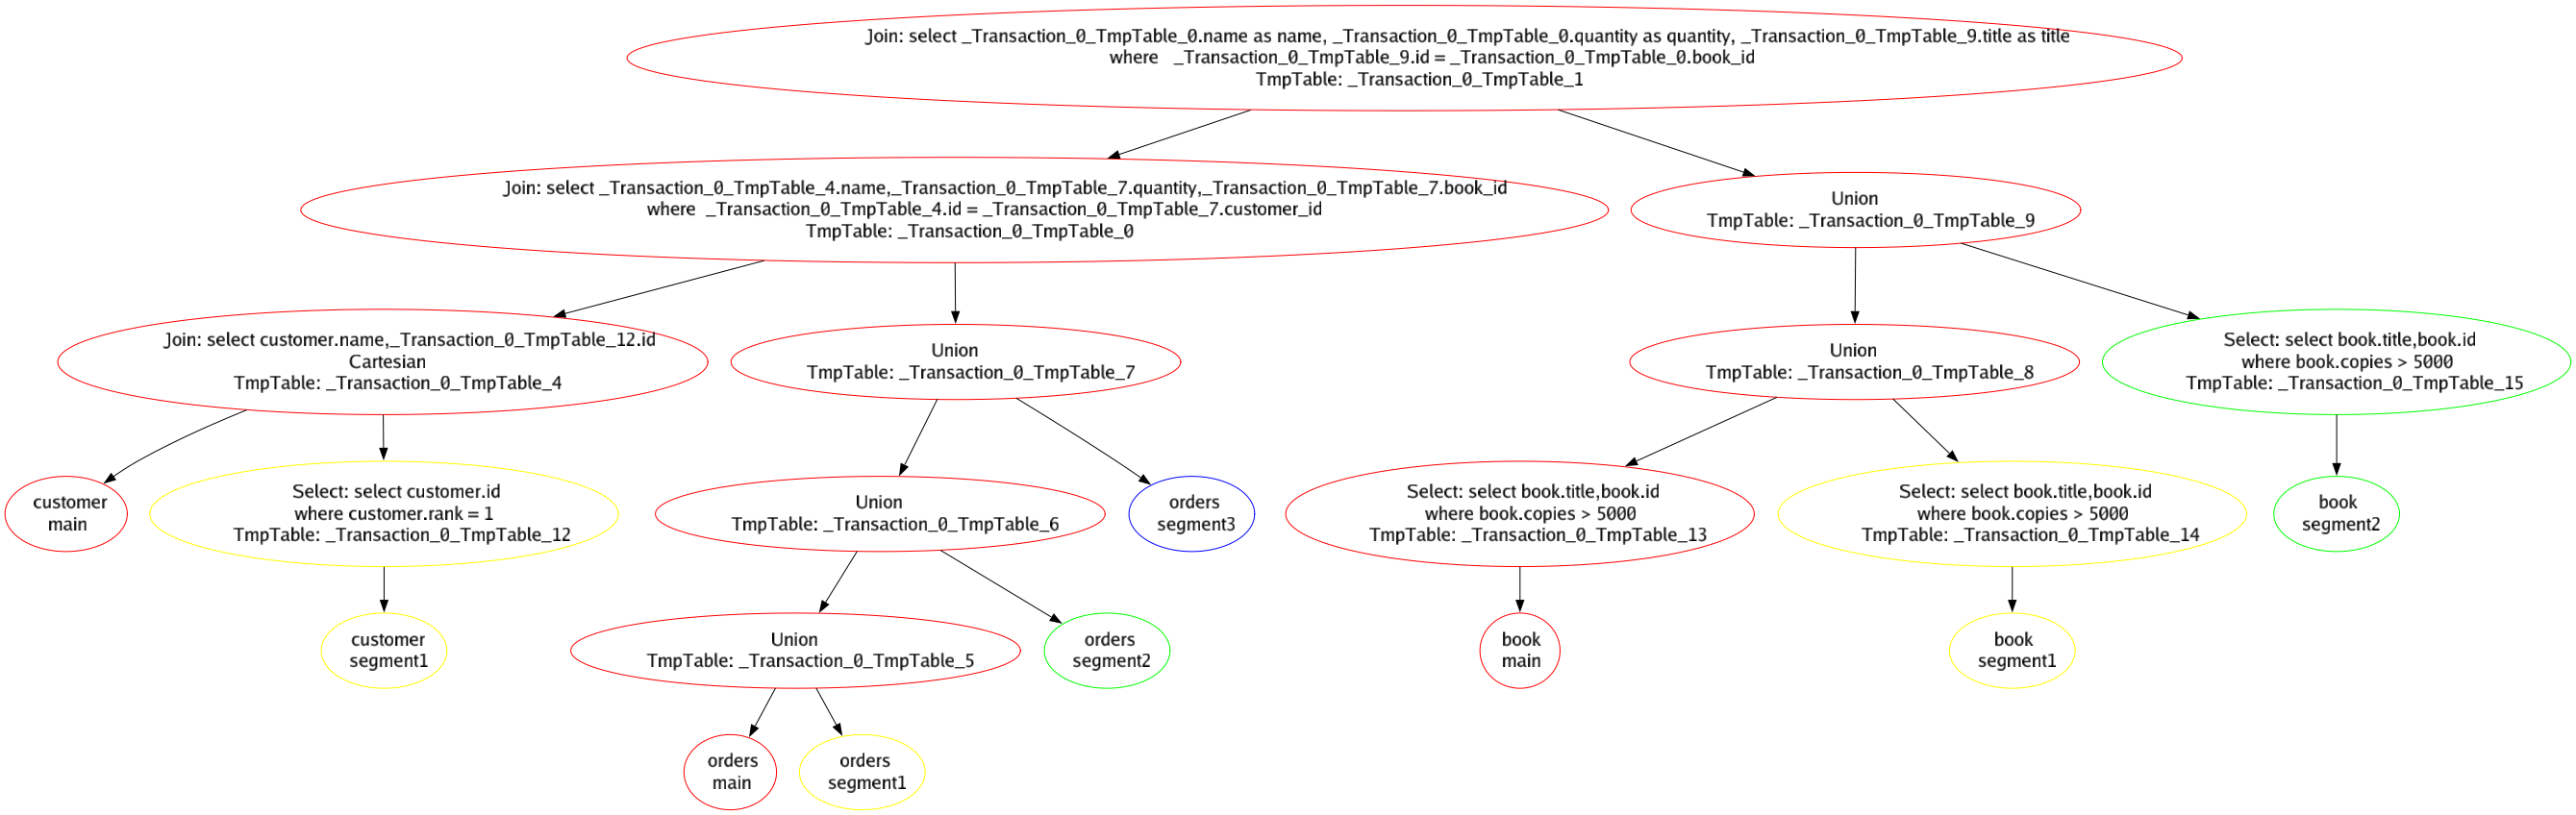 Join: select _Transaction_0_TmpTable_0.name as name, _Transaction_0_TmpTable_0.quantity as quantity, _Transaction_0_TmpTable_9.title as title
where   _Transaction_0_TmpTable_9.id = _Transaction_0_TmpTable_0.book_id
TmpTable: _Transaction_0_TmpTable_1
Join: select _Transaction_0_TmpTable_4.name,_Transaction_0_TmpTable_7.quantity,_Transaction_0_TmpTable_7.book_id
where  _Transaction_0_TmpTable_4.id = _Transaction_0_TmpTable_7.customer_id
TmpTable: _Transaction_0_TmpTable_0
Union
TmpTable: _Transaction_0_TmpTable_9
Join: select customer.name,_Transaction_0_TmpTable_12.id
Cartesian
TmpTable: _Transaction_0_TmpTable_4
Union
TmpTable: _Transaction_0_TmpTable_7
Union
TmpTable: _Transaction_0_TmpTable_8
Select: select book.title,book.id
where book.copies > 5000
TmpTable: _Transaction_0_TmpTable_15
customer
main
Select: select customer.id
where customer.rank = 1
TmpTable: _Transaction_0_TmpTable_12
Union
TmpTable: _Transaction_0_TmpTable_6
orders
segment3
Select: select book.title,book.id
where book.copies > 5000
TmpTable: _Transaction_0_TmpTable_13
Select: select book.title,book.id
where book.copies > 5000
TmpTable: _Transaction_0_TmpTable_14
book
segment2
customer
segment1
Union
TmpTable: _Transaction_0_TmpTable_5
orders
segment2
book
main
book
segment1
orders
main
orders
segment1